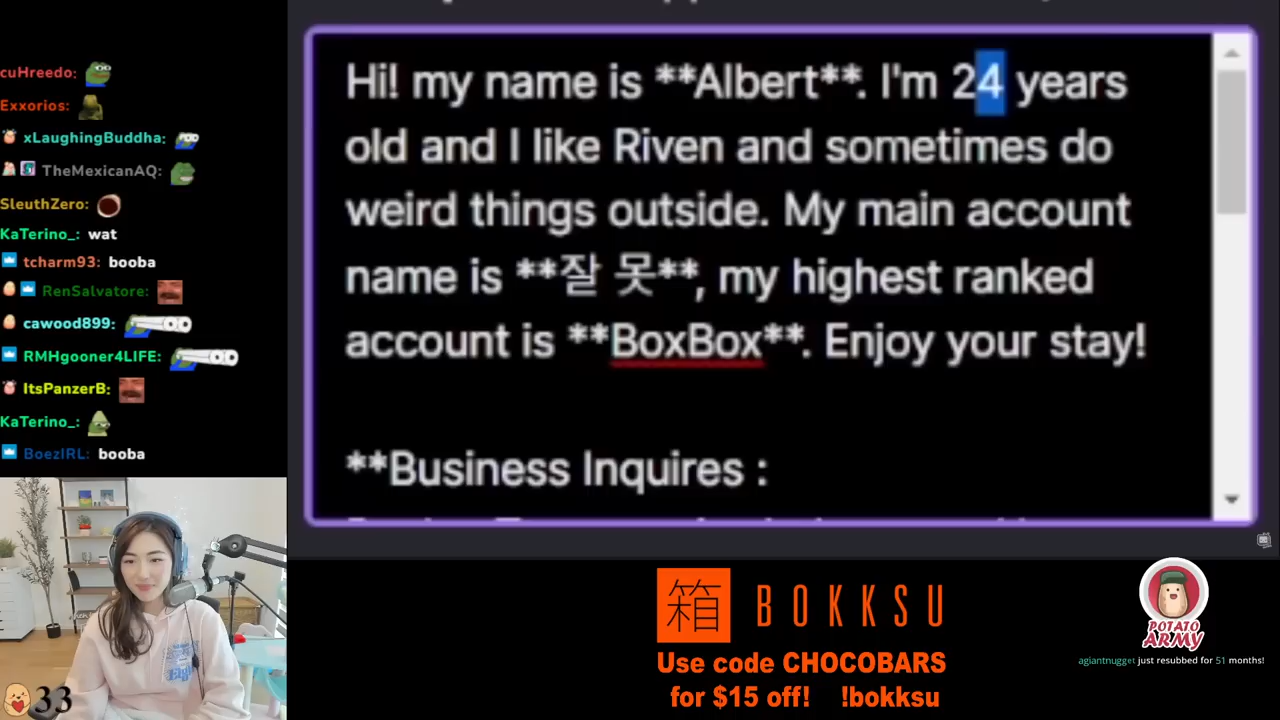 cuHreedo:
Exxorios:
xLaughingBuddha:
TheMexicanAQ:
SleuthZero:
KaTerino_: wat
tcharm93: booba
RenSalvatore:
cawood899:
RMHgooner4LIFE:
ItsPanzerB:
KaTerino_:
BoezIRL: booba
33
Hi! my name is **Albert**. I'm 24 years
old and I like Riven and sometimes do
weird things outside. My main account
name is **잘 못**, my highest ranked
account is **BoxBox**. Enjoy your stay!
**Business Inquires :
箱 BOKKSU
Use code CHOCOBARS
for $15 off! !bokksu
POTATO
ARMY
agiantnugget just resubbed for 51 months!